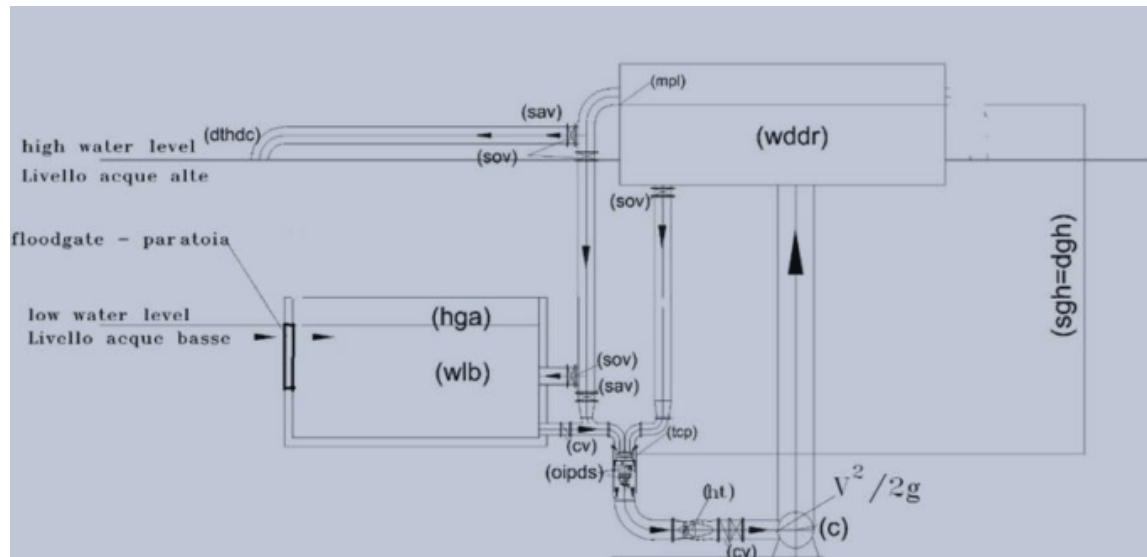 (mpl)
(sav)
(dthdc)
(wddr)
high water level
(sov)
Livello acque alte
(sov)
floodgate - paratoia
(sgh=dgh)
low water level
(hga)
Livello acque basse
(wlb)
(sov)
(sav)
(tcp)
(cv)
(oipds)
(ht)
V²/2g
(c)
(cv)